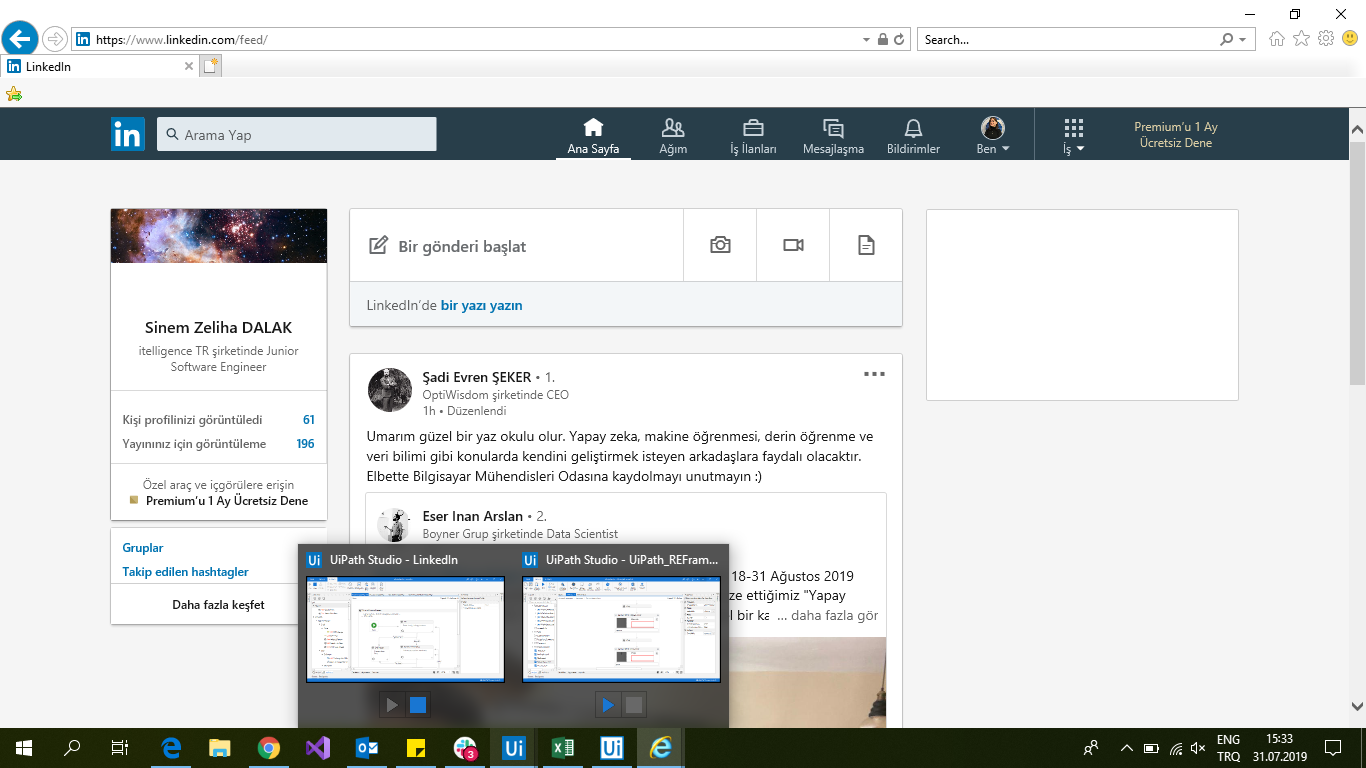 https://www.linkedin.com/feed/
Search...
LinkedIn
in
Arama Yap
Ana Sayfa
Ağım
İş İlanları
Mesajlaşma
Bildirimler
Ben
İş
Premium'u 1 Ay
Ücretsiz Dene
Sinem Zeliha DALAK
itelligence TR şirketinde Junior
Software Engineer
Kişi profilinizi görüntüledi 61
Yayınınız için görüntüleme 196
Özel araç ve içgörülere erişin
Premium'u 1 Ay Ücretsiz Dene
Gruplar
Takip edilen hashtagler
Daha fazla keşfet
Bir gönderi başlat
LinkedIn'de bir yazı yazın
Şadi Evren ŞEKER • 1.
OptiWisdom şirketinde CEO
1h • Düzenlendi
Umarım güzel bir yaz okulu olur. Yapay zeka, makine öğrenmesi, derin öğrenme ve
veri bilimi gibi konularda kendini geliştirmek isteyen arkadaşlara faydalı olacaktır.
Elbette Bilgisayar Mühendisleri Odasına kaydolmayı unutmayın :)
Eser Inan Arslan • 2.
Boyner Grup şirketinde Data Scientist
18-31 Ağustos 2019
ze ettiğimiz "Yapay
l bir ka ... daha fazla gör
Ui UiPath Studio - LinkedIn
Ui UiPath Studio - UiPath_REFram...
3
Ui
Ui
ENG
TRQ
15:33
31.07.2019